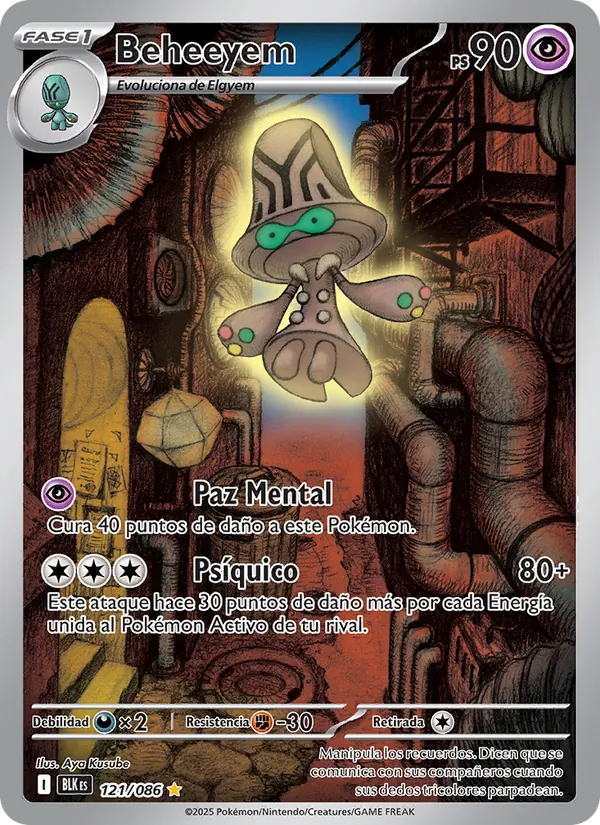 FASE 1
Beheeyem
PS 90
Evoluciona de Elgyem
Paz Mental
Cura 40 puntos de daño a este Pokémon.
Psíquico 80+
Este ataque hace 30 puntos de daño más por cada Energía
unida al Pokémon Activo de tu rival.
Debilidad ×2 Resistencia -30 Retirada
Ilus. Aya Kusube
Manipula los recuerdos. Dicen que se
comunica con sus compañeros cuando
sus dedos tricolores parpadean.
I BLK ES 121/086
©2025 Pokémon/Nintendo/Creatures/GAME FREAK